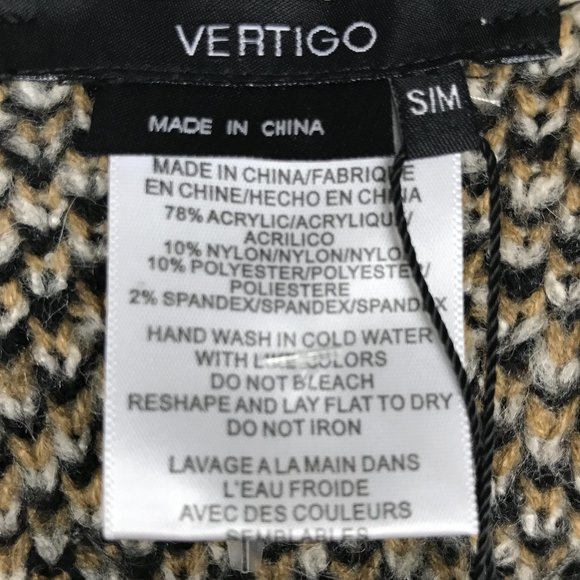 VERTIGO
S/M
MADE IN CHINA
MADE IN CHINA/FABRIQUE
EN CHINE/HECHO EN CHINA
78% ACRYLIC/ACRYLIQUE/
ACRILICO
10% NYLON/NYLON/NYLON
10% POLYESTER/POLYESTER/
POLIESTERE
2% SPANDEX/SPANDEX/SPANDEX
HAND WASH IN COLD WATER
WITH LIKE COLORS
DO NOT BLEACH
RESHAPE AND LAY FLAT TO DRY
DO NOT IRON
LAVAGE A LA MAIN DANS
L'EAU FROIDE
AVEC DES COULEURS
SEMBLABLES